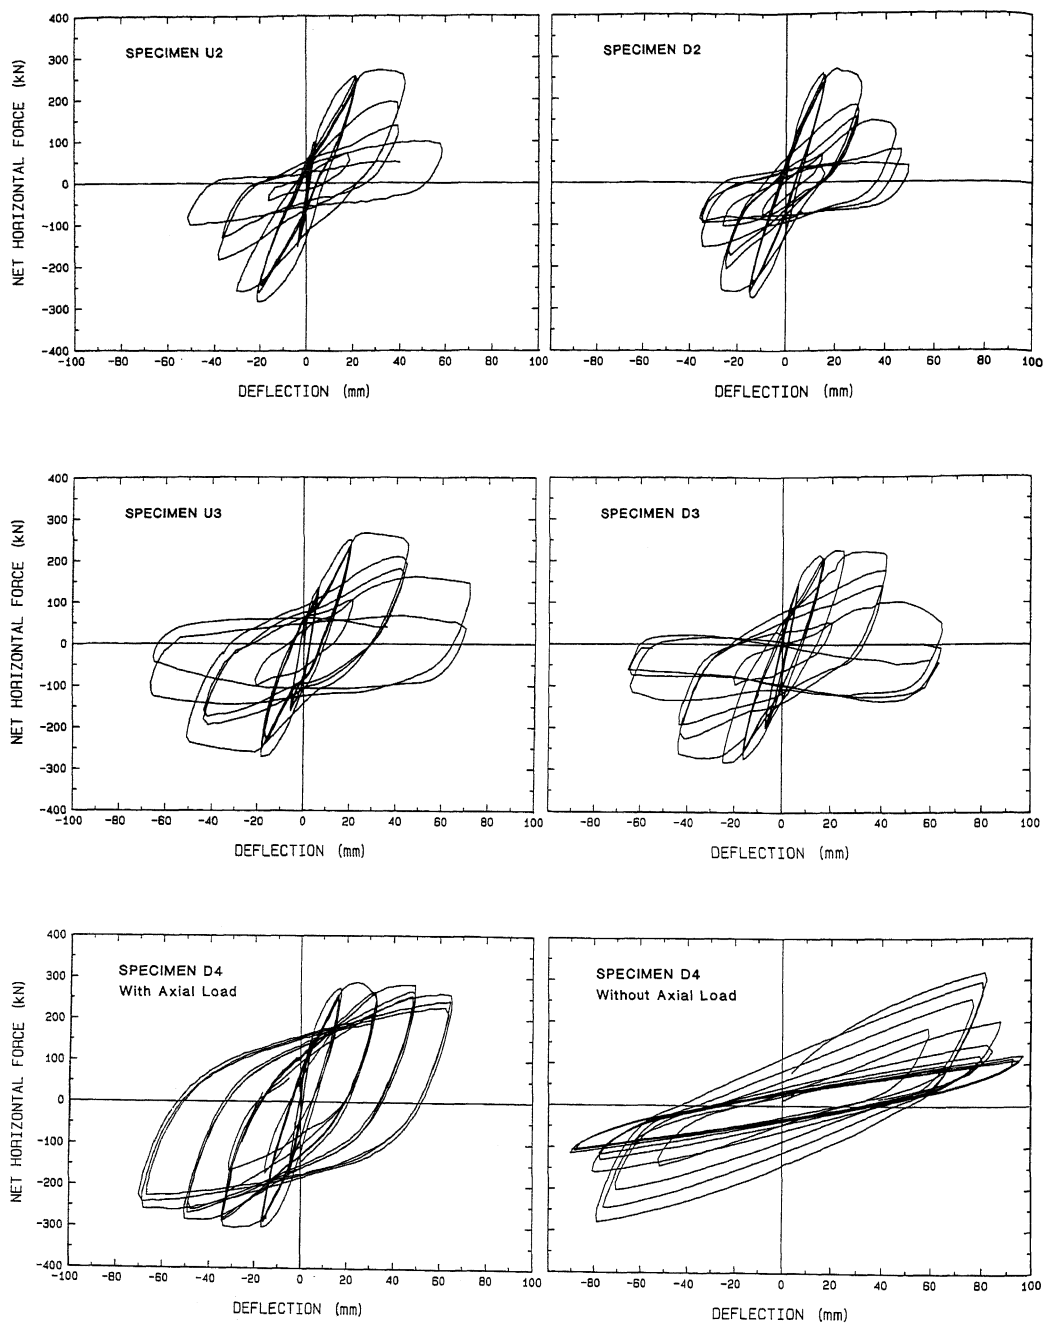 SPECIMEN U2
NET HORIZONTAL FORCE (kN)
400
300
200
100
0
-100
-200
-300
-400
-100 -80 -60 -40 -20 0 20 40 60 80 100
DEFLECTION (mm)
SPECIMEN D2
-80 -60 -40 -20 0 20 40 60 80 100
DEFLECTION (mm)
SPECIMEN U3
NET HORIZONTAL FORCE (kN)
400
300
200
100
0
-100
-200
-300
-400
-100 -80 -60 -40 -20 0 20 40 60 80 100
DEFLECTION (mm)
SPECIMEN D3
-80 -60 -40 -20 0 20 40 60 80 100
DEFLECTION (mm)
SPECIMEN D4
With Axial Load
NET HORIZONTAL FORCE (kN)
400
300
200
100
0
-100
-200
-300
-400
-100 -80 -60 -40 -20 0 20 40 60 80
DEFLECTION (mm)
SPECIMEN D4
Without Axial Load
-80 -60 -40 -20 0 20 40 60 80 100
DEFLECTION (mm)